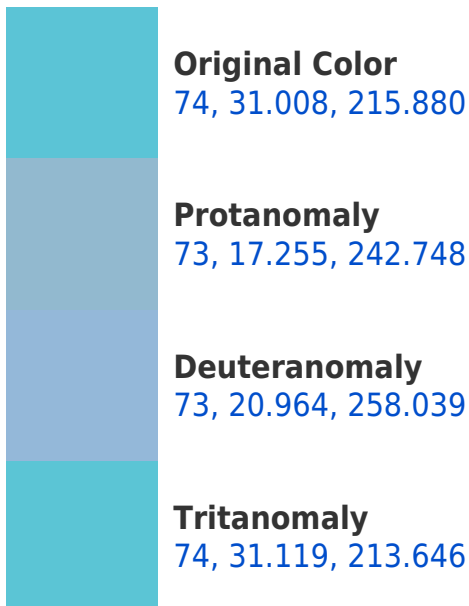 Original Color
74, 31.008, 215.880
Protanomaly
73, 17.255, 242.748
Deuteranomaly
73, 20.964, 258.039
Tritanomaly
74, 31.119, 213.646